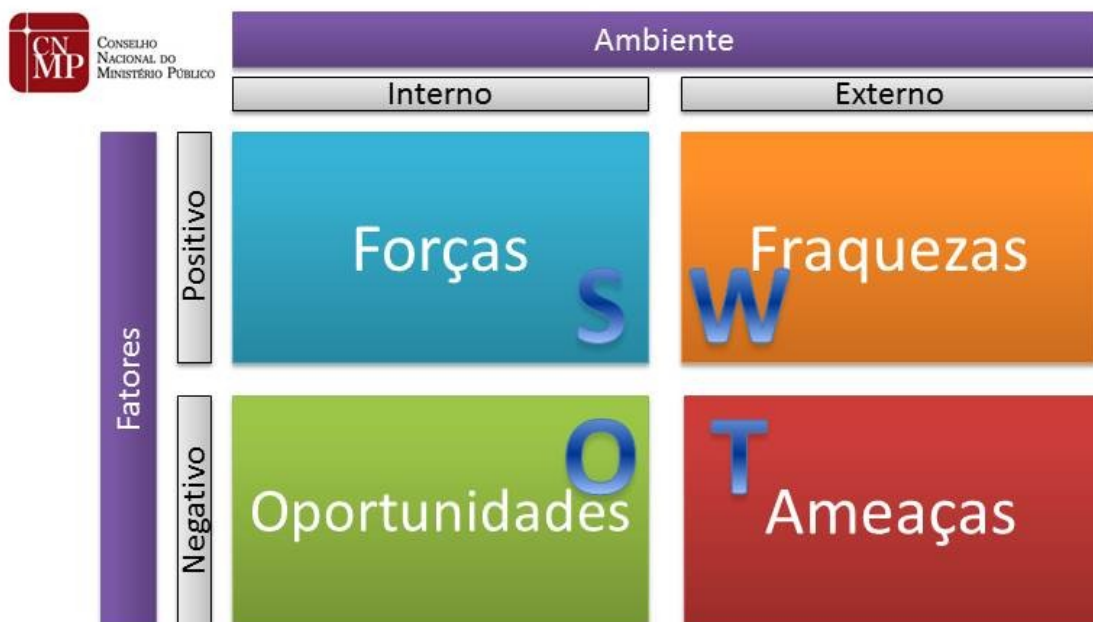 CN
MP
Conselho
Nacional do
Ministério Público
Ambiente
Interno
Externo
Fatores
Positivo
Forças
S
Fraquezas
W
Negativo
Oportunidades
O
Ameaças
T